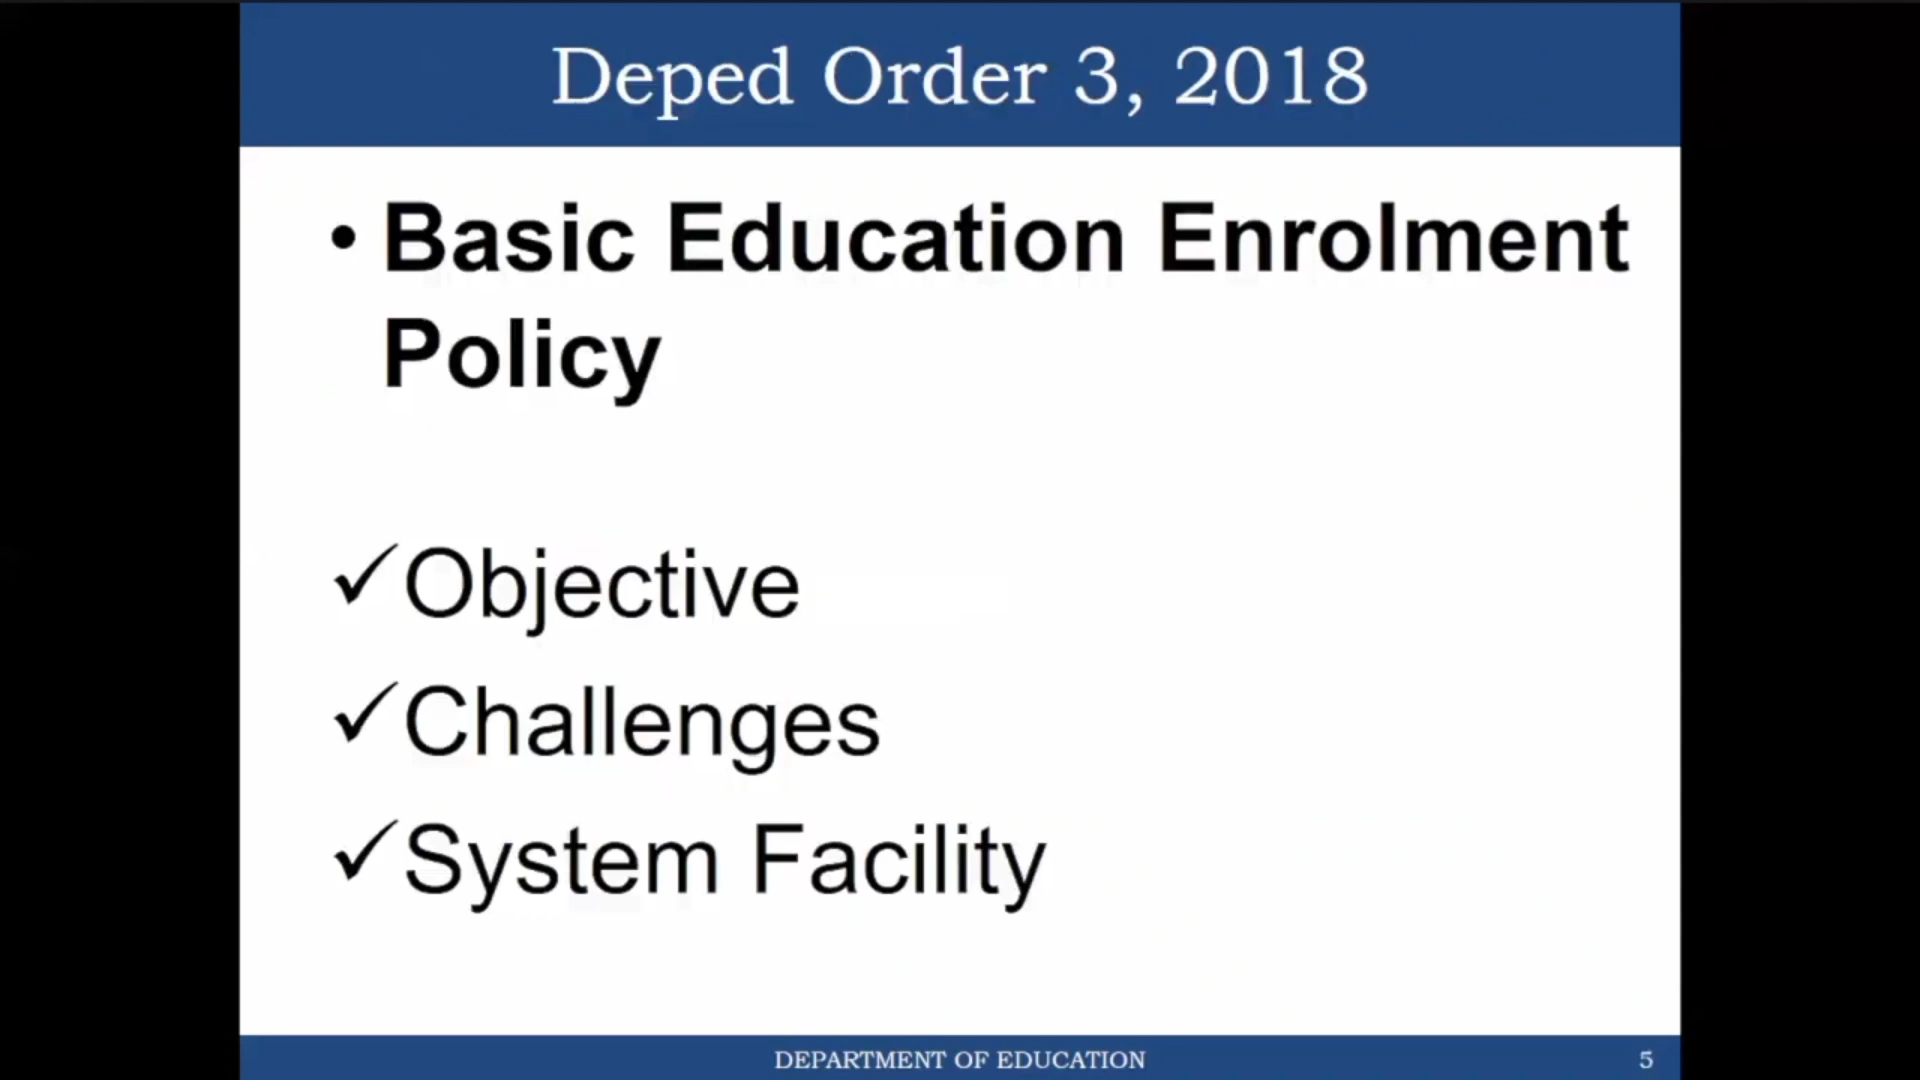 Deped Order 3, 2018
• Basic Education Enrolment
Policy
✓Objective
✓Challenges
✓System Facility
DEPARTMENT OF EDUCATION
5